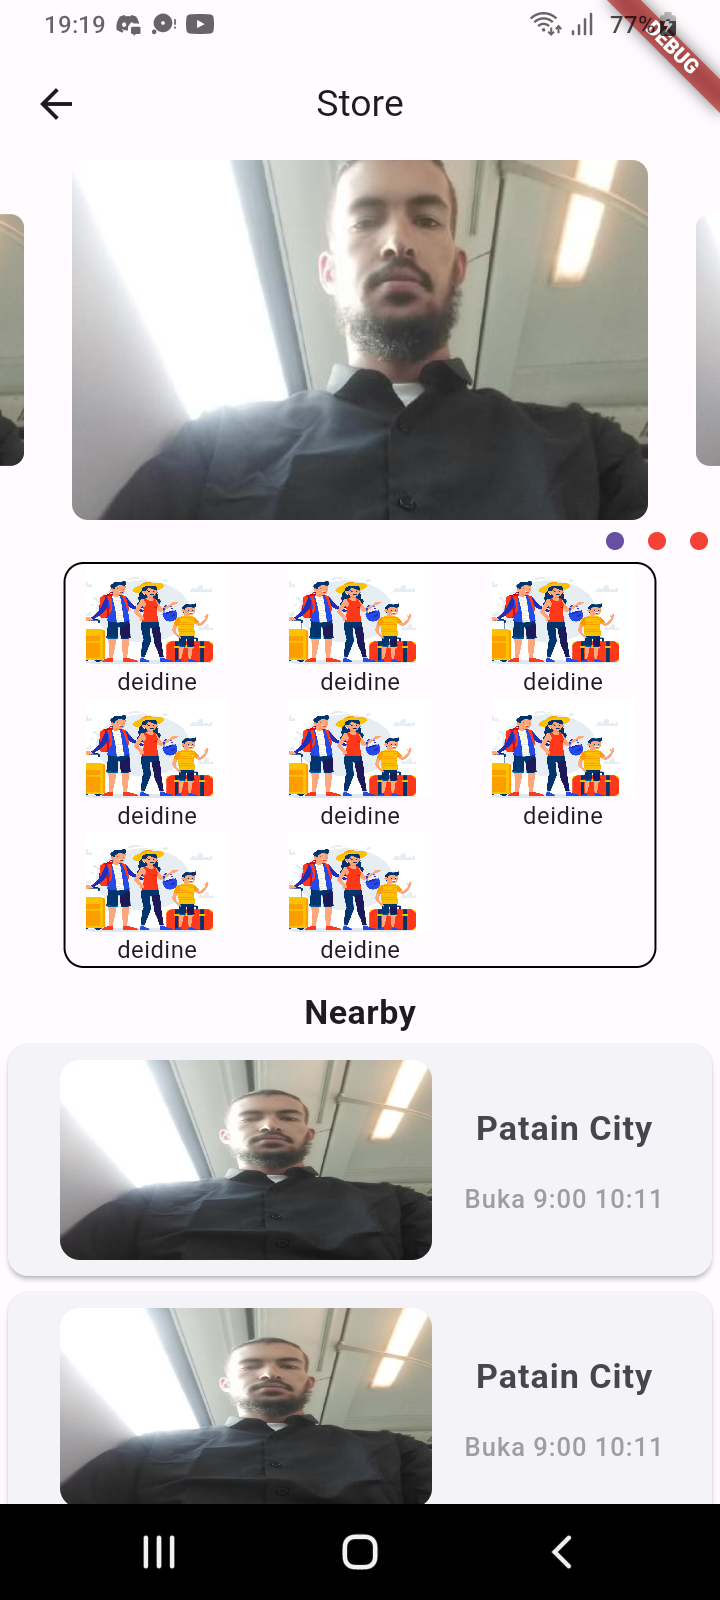 19:19
77%
DEBUG
Store
deidine deidine deidine
deidine deidine deidine
deidine deidine
Nearby
Patain City
Buka 9:00 10:11
Patain City
Buka 9:00 10:11